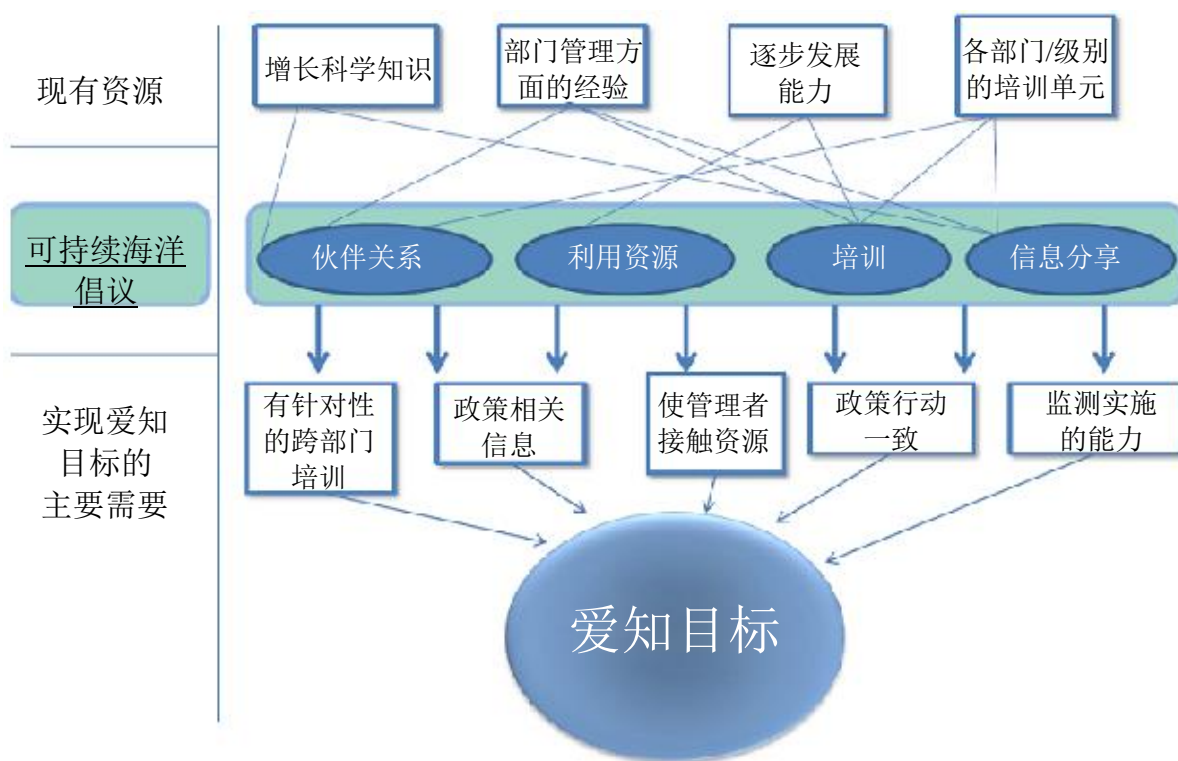 现有资源
增长科学知识
部门管理方
面的经验
逐步发展
能力
各部门/级别
的培训单元
可持续海洋
倡议
伙伴关系
利用资源
培训
信息分享
实现爱知
目标的
主要需要
有针对性
的跨部门
培训
政策相关
信息
使管理者
接触资源
政策行动
一致
监测实施
的能力
爱知目标